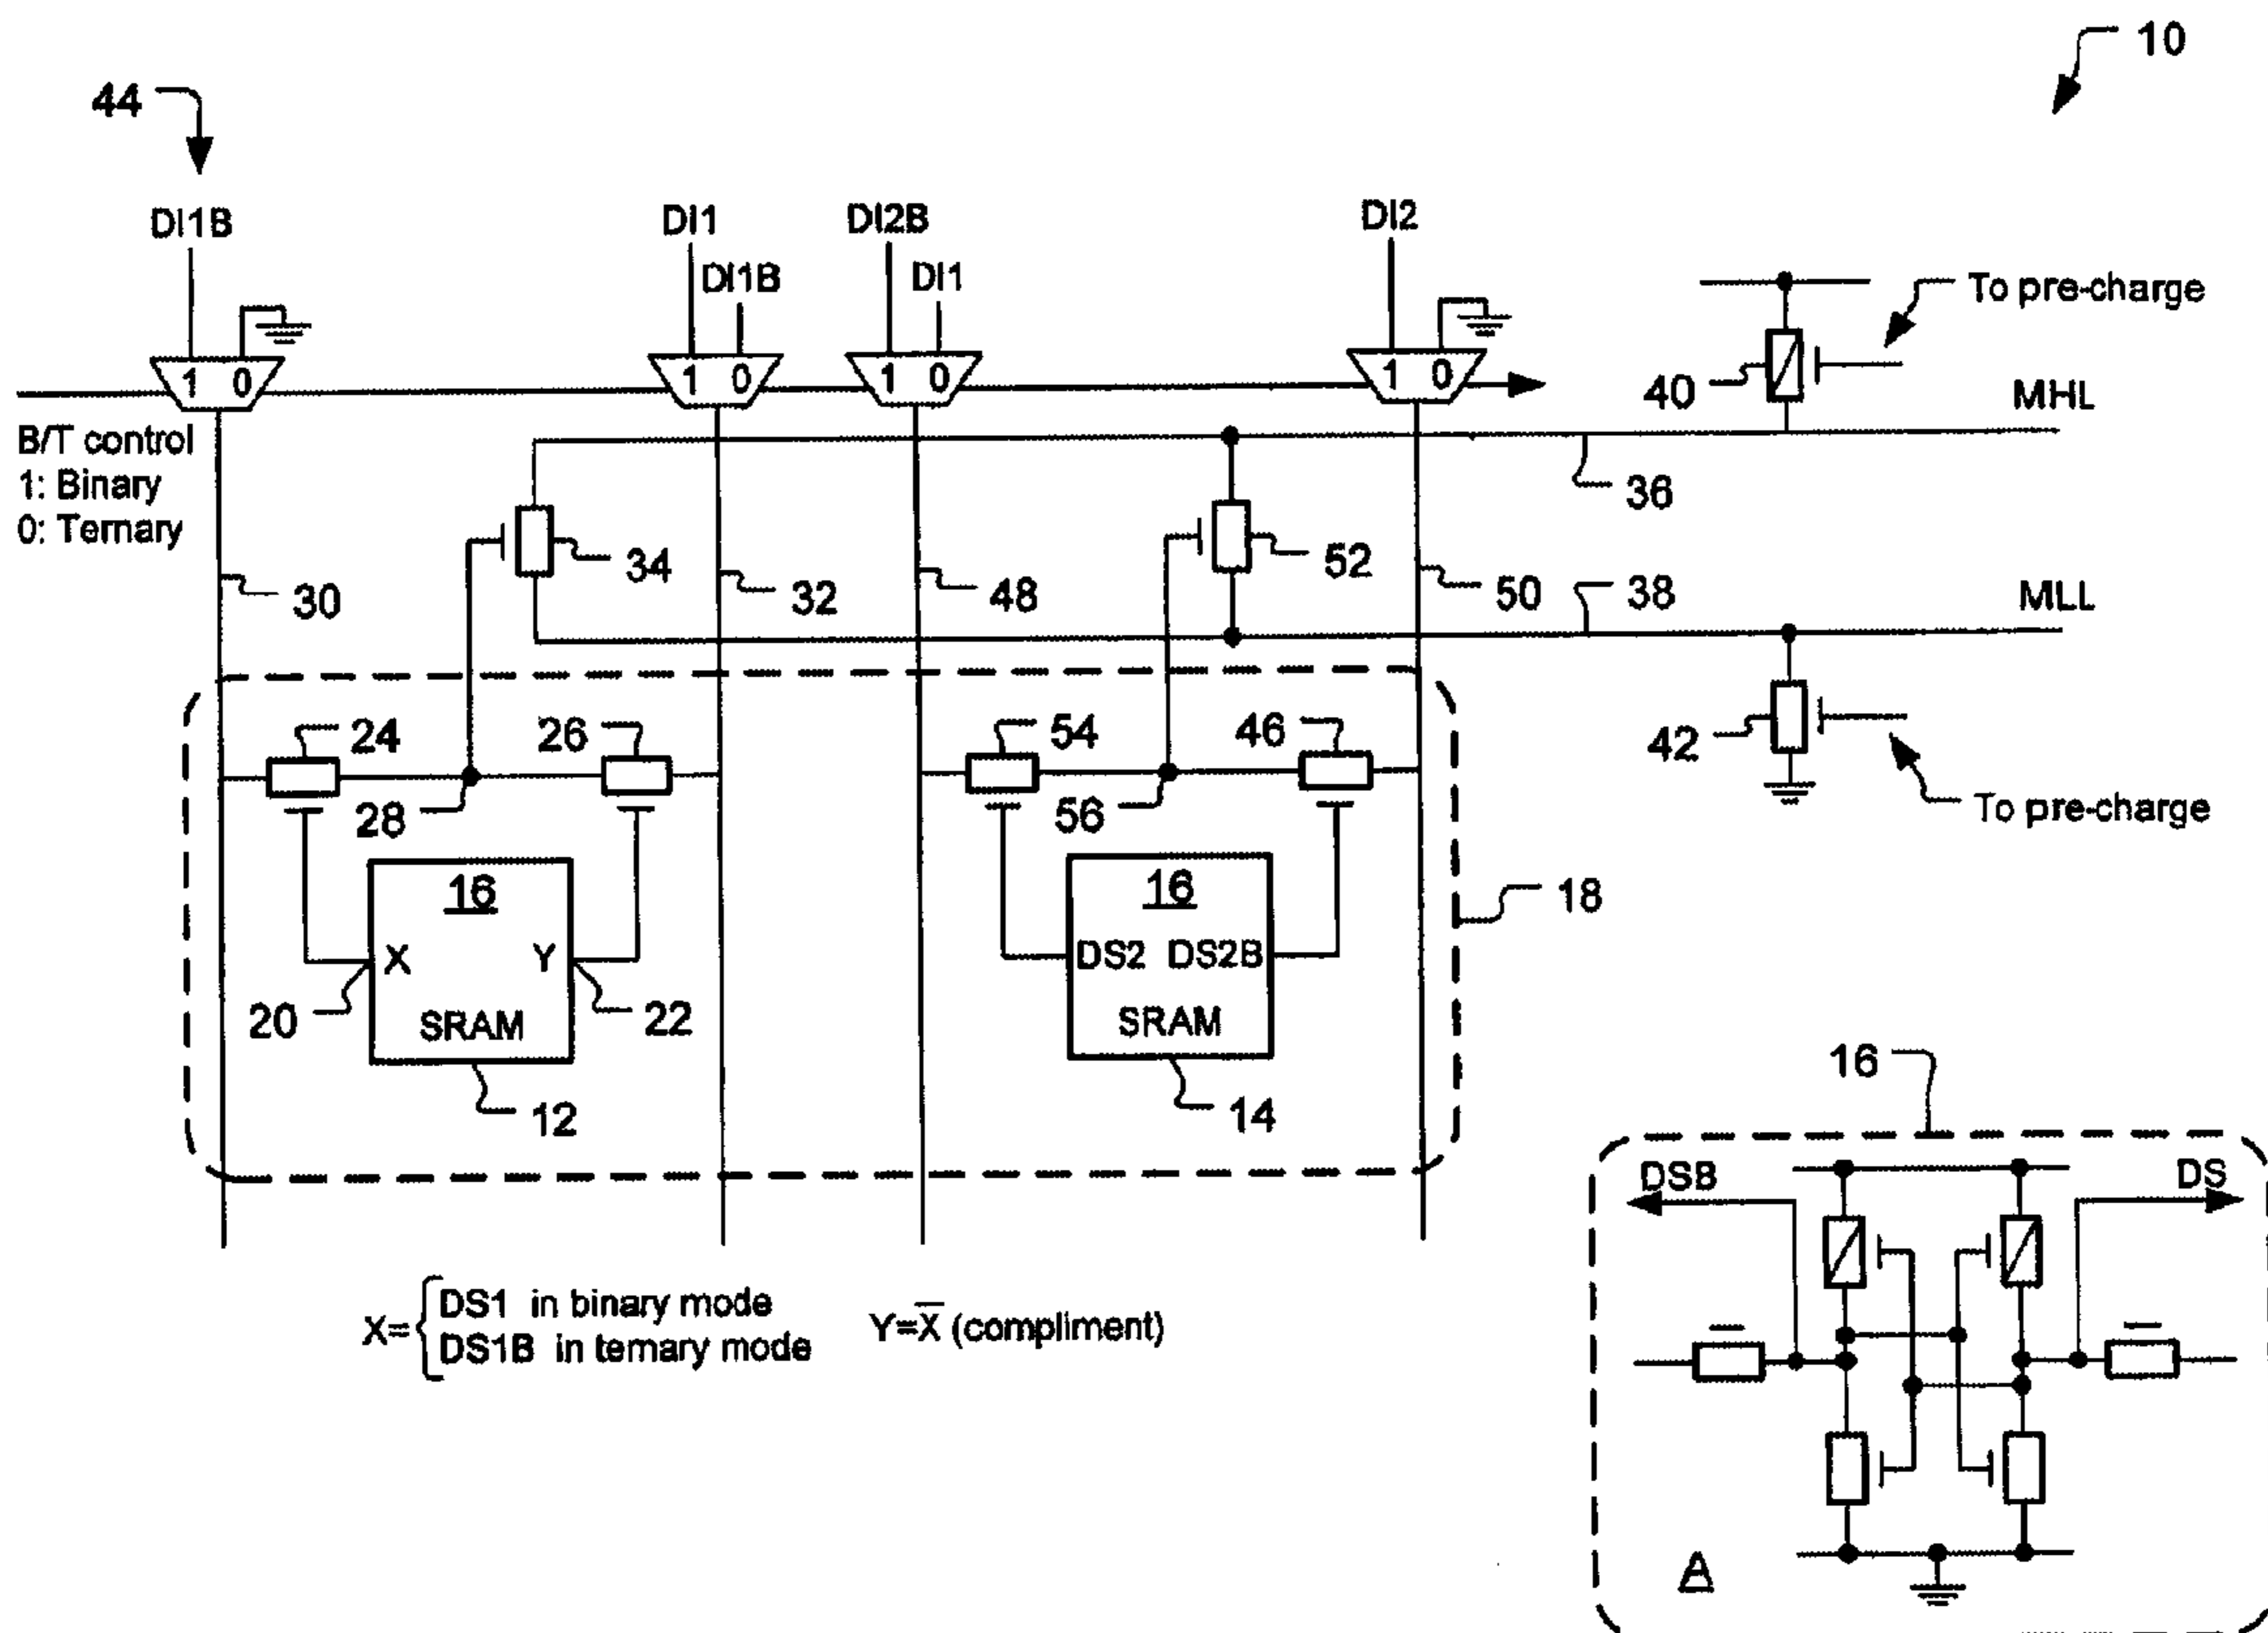 10
44
DI1B
DI1
DI2B
DI2
DI1B
DI1
To pre-charge
1 0
1 0
1 0
1 0
40
MHL
B/T control
1: Binary
0: Ternary
36
34
52
30
32
48
50
38
MLL
24
26
54
46
42
28
56
To pre-charge
16
16
18
X
Y
DS2 DS2B
20
SRAM
22
SRAM
12
14
16
DSB
DS
X= DS1 in binary mode
DS1B in ternary mode
Y=X̅ (compliment)
A